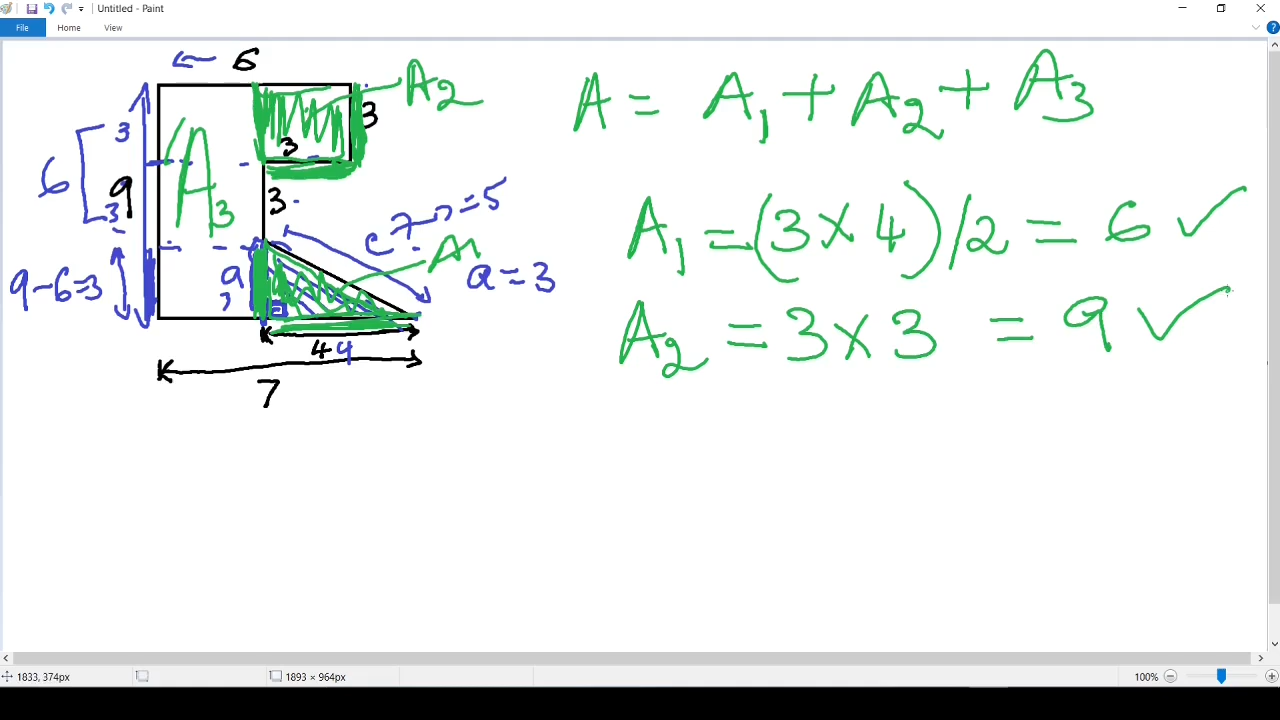 Untitled - Paint
File Home View
← 6
A2
3
3
A = A1 + A2 + A3
6
3
9
3
A3
3
c → ? = 5
A1 = (3 × 4) / 2 = 6 ✓
9-6=3
a
?
A1
a = 3
4 4
A2 = 3 × 3 = 9 ✓
7
1833, 374px
1893 × 964px
100%